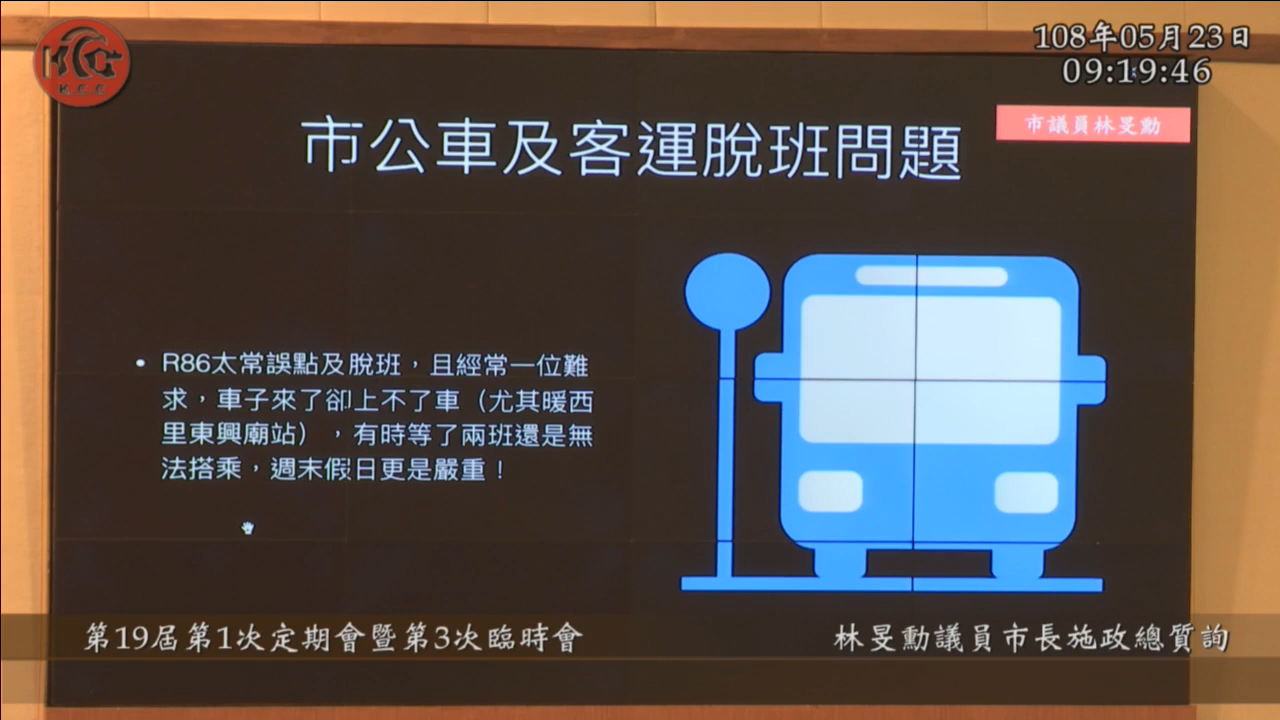 108年05月23日
09:19:46
K.C.C
市議員林旻勳
市公車及客運脫班問題
• R86太常誤點及脫班，且經常一位難
求，車子來了卻上不了車（尤其暖西
里東興廟站），有時等了兩班還是無
法搭乘，週末假日更是嚴重！
第19屆第1次定期會暨第3次臨時會
林旻勳議員市長施政總質詢